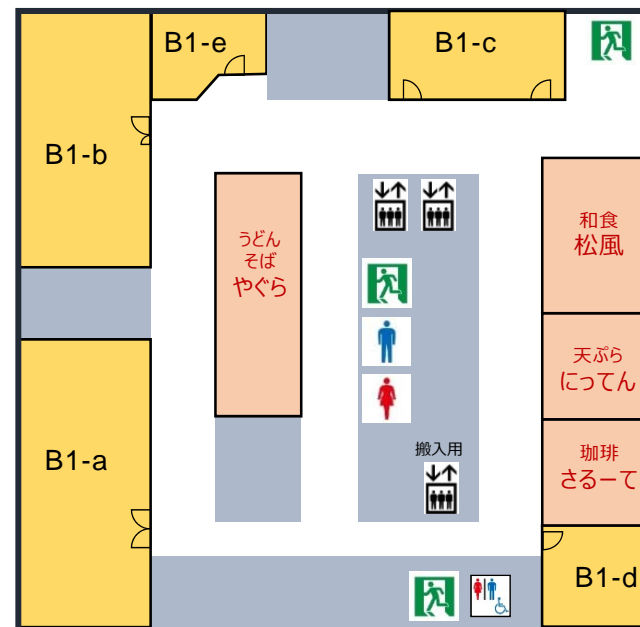 B1-e
B1-c
B1-b
うどん
そば
やぐら
和食
松風
天ぷら
にってん
B1-a
搬入用
珈琲
さるーて
B1-d